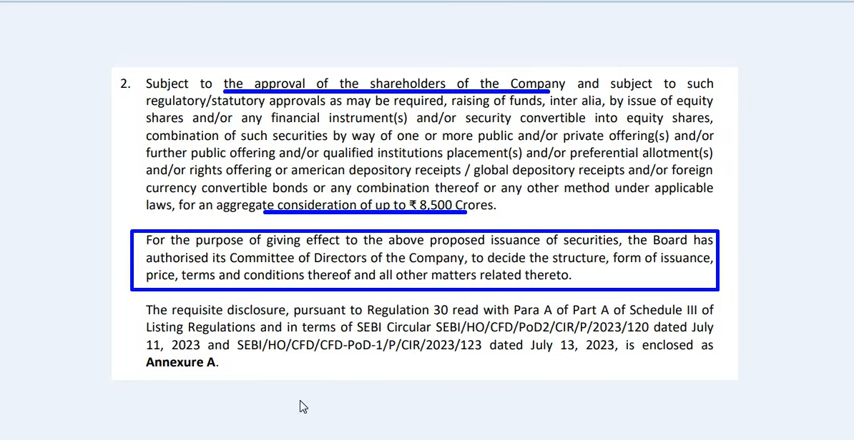 2. Subject to the approval of the shareholders of the Company and subject to such
regulatory/statutory approvals as may be required, raising of funds, inter alia, by issue of equity
shares and/or any financial instrument(s) and/or security convertible into equity shares,
combination of such securities by way of one or more public and/or private offering(s) and/or
further public offering and/or qualified institutions placement(s) and/or preferential allotment(s)
and/or rights offering or american depository receipts / global depository receipts and/or foreign
currency convertible bonds or any combination thereof or any other method under applicable
laws, for an aggregate consideration of up to ₹ 8,500 Crores.
For the purpose of giving effect to the above proposed issuance of securities, the Board has
authorised its Committee of Directors of the Company, to decide the structure, form of issuance,
price, terms and conditions thereof and all other matters related thereto.
The requisite disclosure, pursuant to Regulation 30 read with Para A of Part A of Schedule III of
Listing Regulations and in terms of SEBI Circular SEBI/HO/CFD/PoD2/CIR/P/2023/120 dated July
11, 2023 and SEBI/HO/CFD/CFD-PoD-1/P/CIR/2023/123 dated July 13, 2023, is enclosed as
Annexure A.